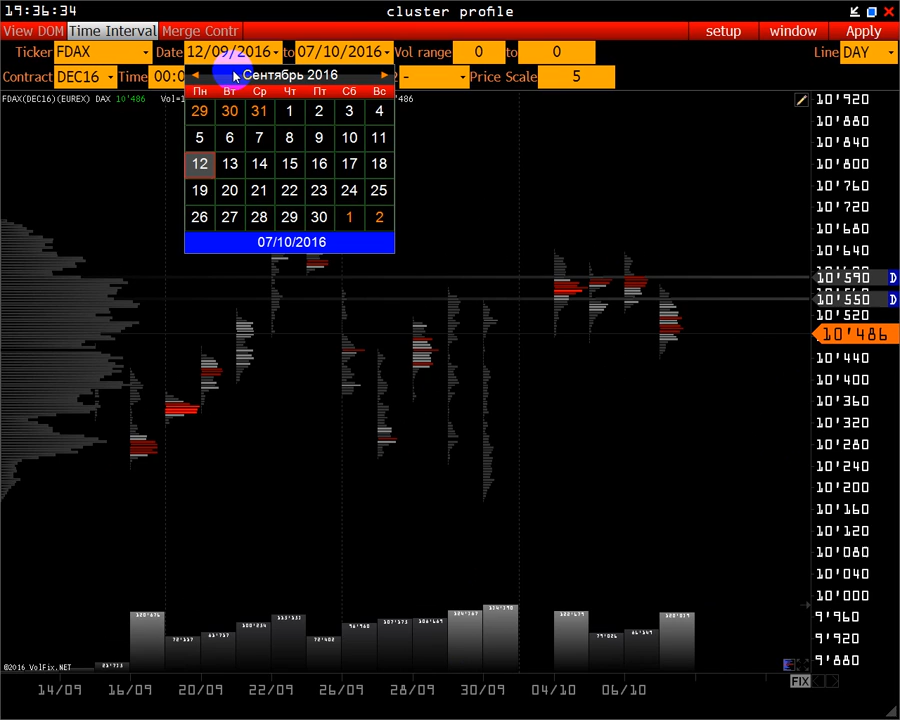 19:36:34
cluster profile
View DOM Time Interval Merge Contr setup window Apply
Ticker FDAX Date 12/09/2016 to 07/10/2016 Vol range 0 to 0 Line DAY
Contract DEC16 Time - Price Scale 5
Сентябрь 2016
Пн Вт Ср Чт Пт Сб Вс
29 30 31 1 2 3 4
5 6 7 8 9 10 11
12 13 14 15 16 17 18
19 20 21 22 23 24 25
26 27 28 29 30 1 2
07/10/2016
FDAX(DEC16)(EUREX) DAX 10'486
10'920
10'880
10'840
10'800
10'760
10'720
10'680
10'640
10'590 D
10'550 D
10'520
10'486
10'440
10'400
10'360
10'320
10'280
10'240
10'200
10'160
10'120
10'080
10'040
10'000
9'960
9'920
9'880
©2016 VolFix.NET
14/09 16/09 20/09 22/09 26/09 28/09 30/09 04/10 06/10
FIX